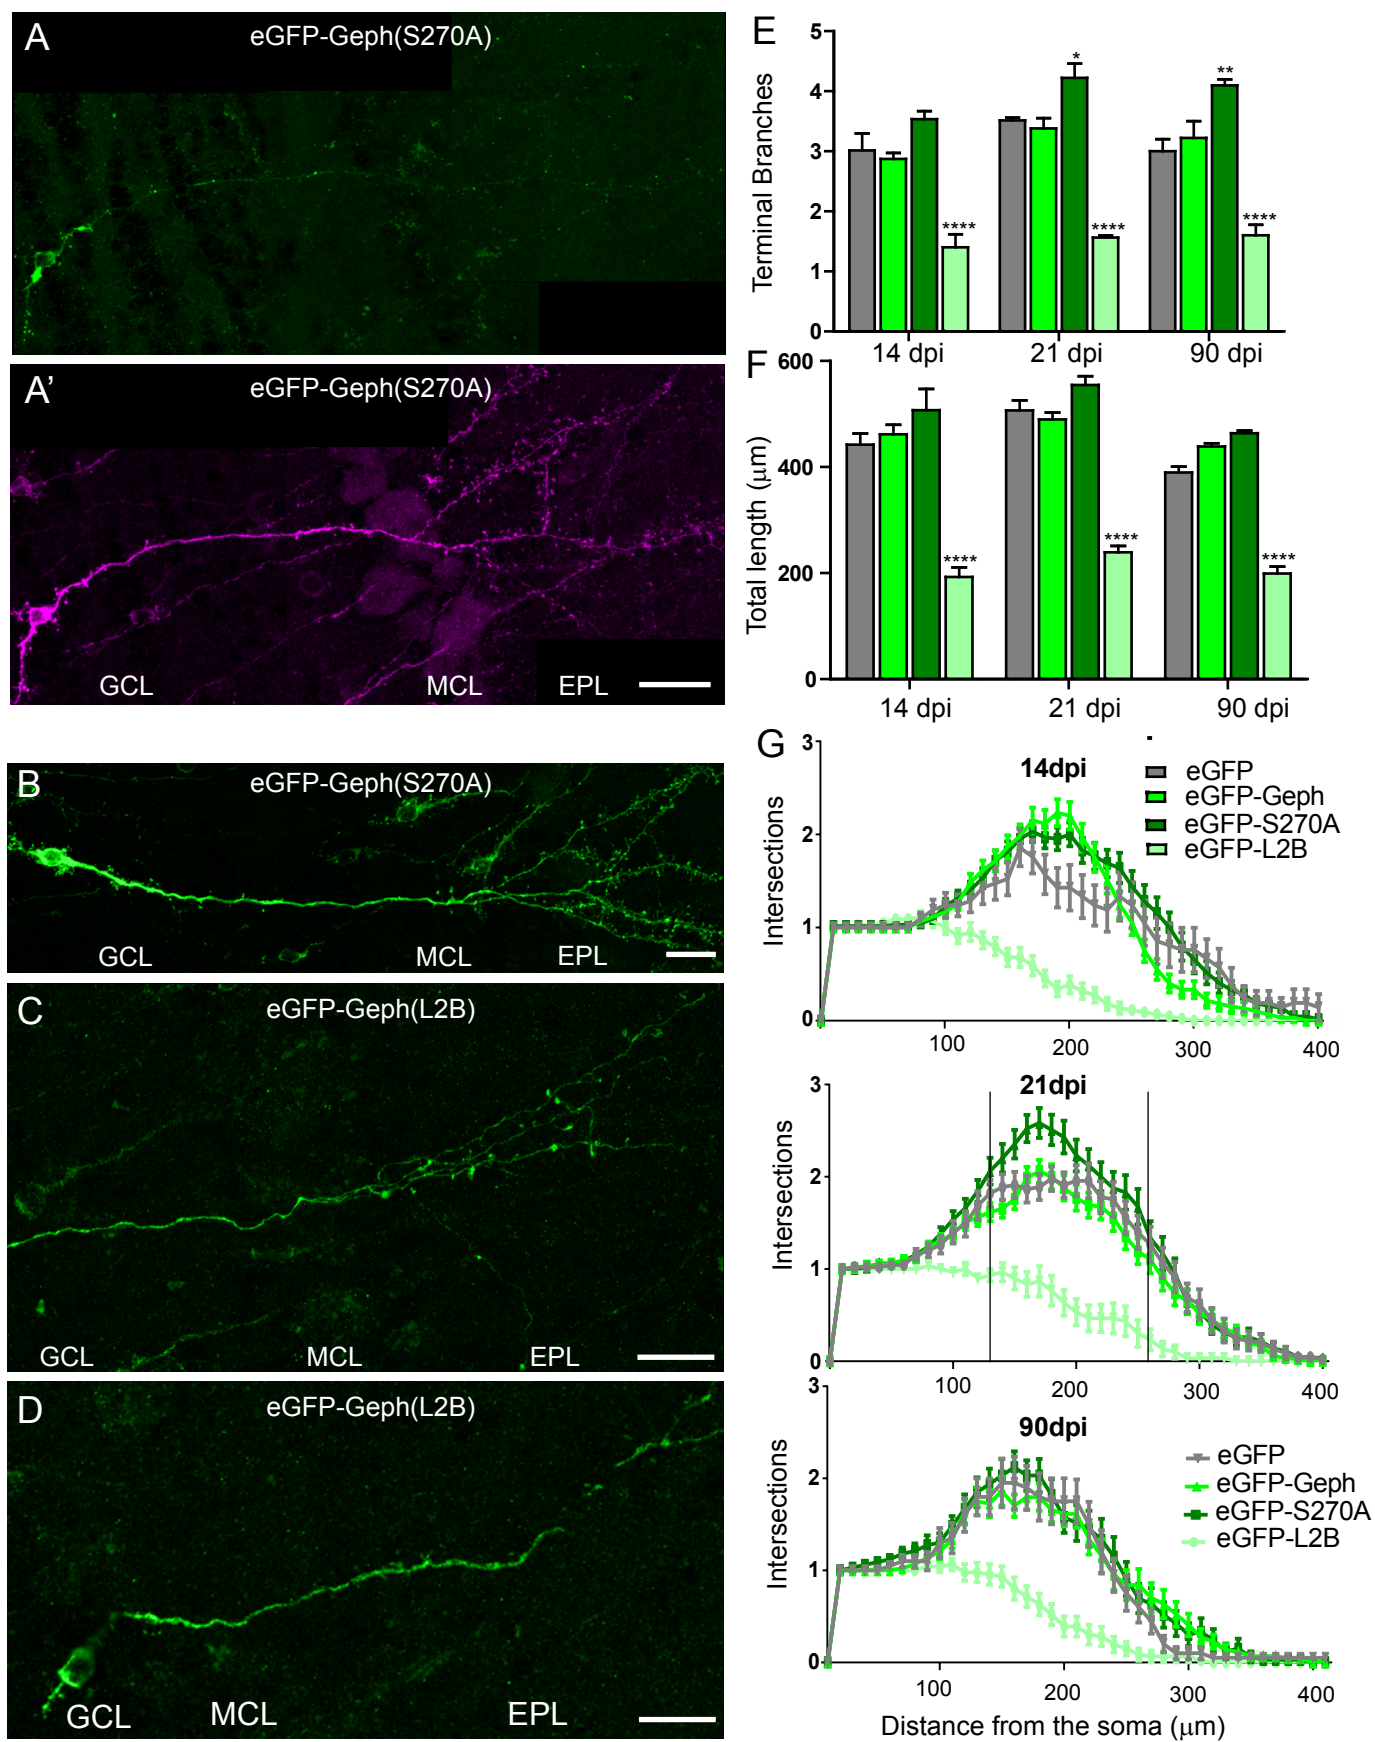 A
eGFP-Geph(S270A)
A'
eGFP-Geph(S270A)
GCL MCL EPL
B
eGFP-Geph(S270A)
GCL MCL EPL
C
eGFP-Geph(L2B)
GCL MCL EPL
D
eGFP-Geph(L2B)
GCL MCL EPL
E
Terminal Branches
5
4
3
2
1
0
*
**
**** **** ****
14 dpi 21 dpi 90 dpi
F
Total length (μm)
600
400
200
0
**** **** ****
14 dpi 21 dpi 90 dpi
G
14dpi
Intersections
3
2
1
0
100 200 300 400
eGFP
eGFP-Geph
eGFP-S270A
eGFP-L2B
21dpi
Intersections
3
2
1
0
100 200 300 400
90dpi
Intersections
3
2
1
0
100 200 300 400
eGFP
eGFP-Geph
eGFP-S270A
eGFP-L2B
Distance from the soma (μm)